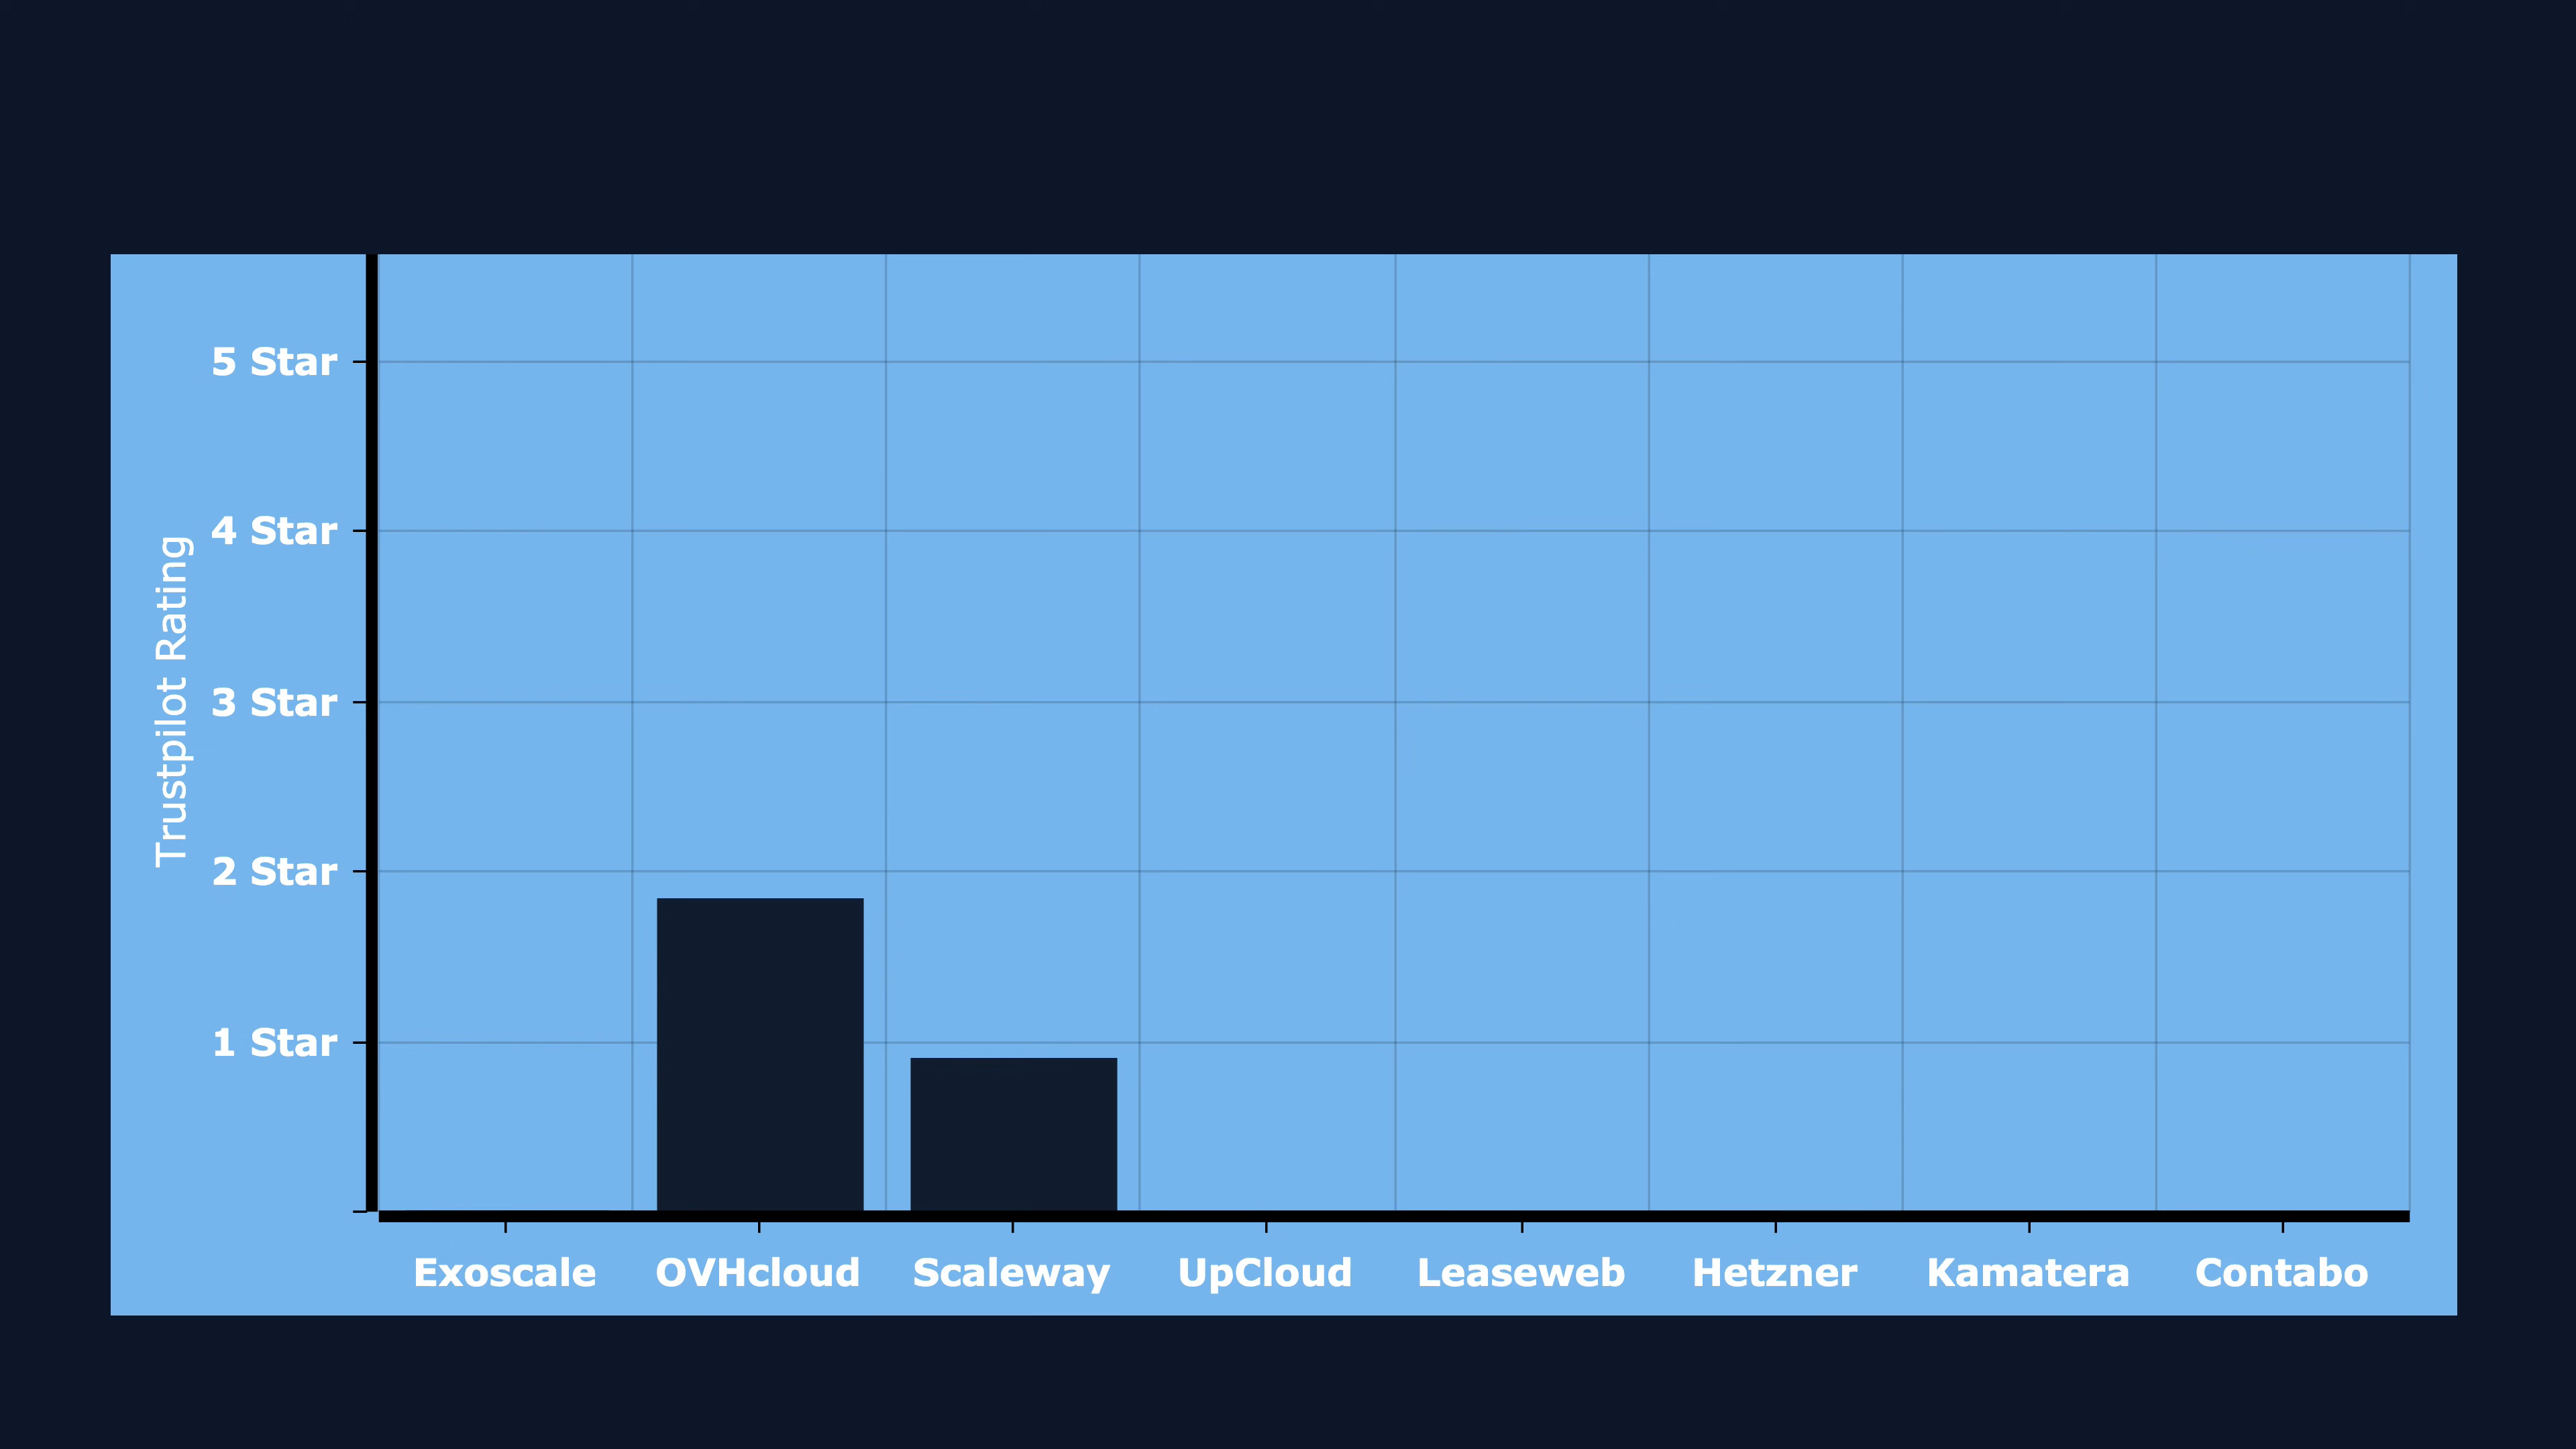 Trustpilot Rating
5 Star
4 Star
3 Star
2 Star
1 Star
Exoscale OVHcloud Scaleway UpCloud Leaseweb Hetzner Kamatera Contabo